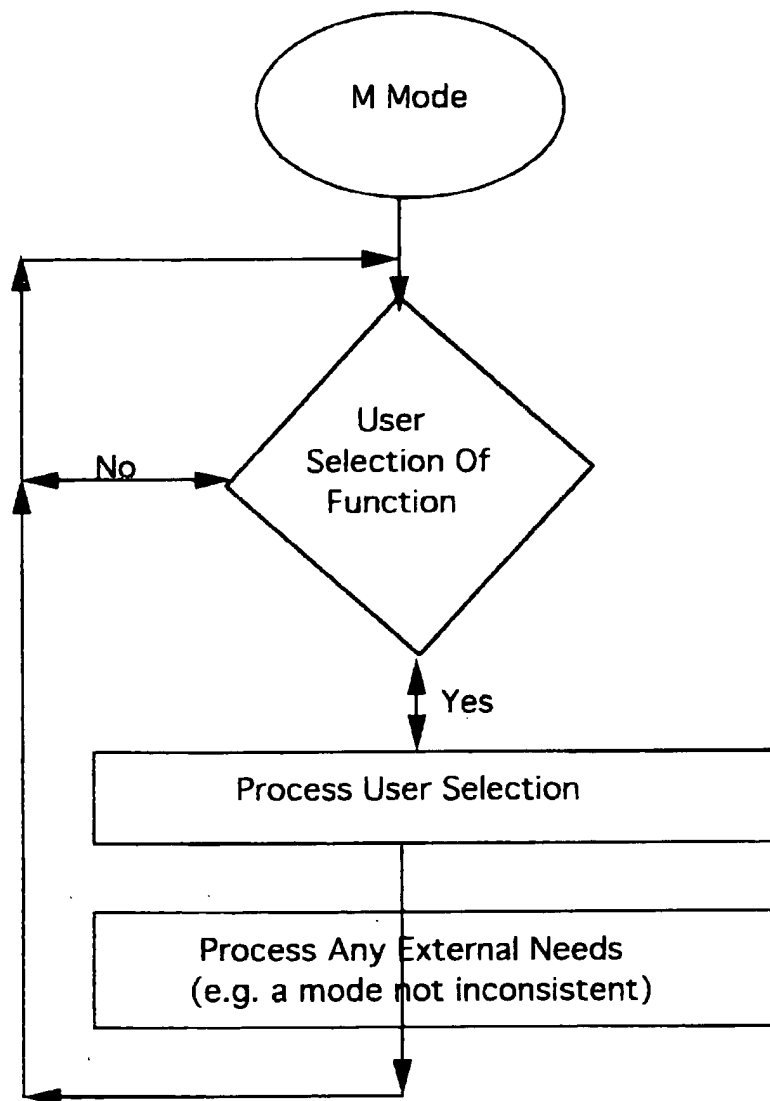 M Mode
User
Selection Of
Function
No
Yes
Process User Selection
Process Any External Needs
(e.g. a mode not inconsistent)